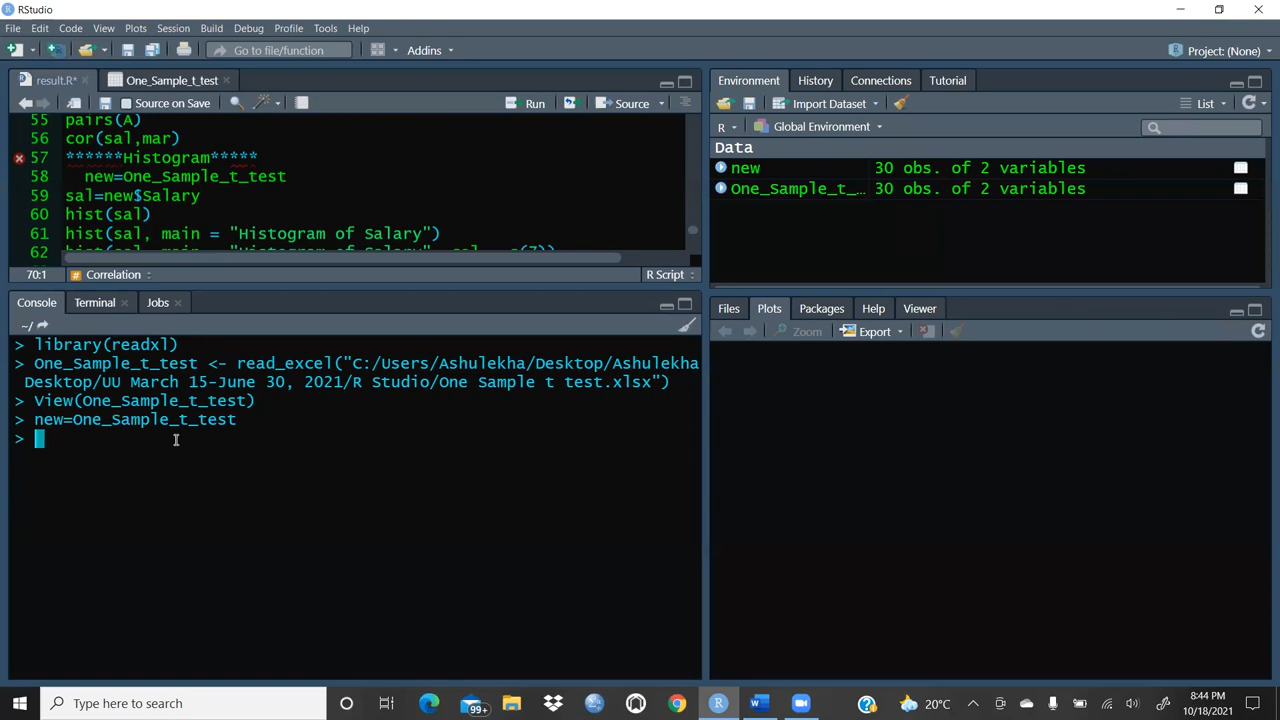 RStudio
File Edit Code View Plots Session Build Debug Profile Tools Help
Go to file/function Addins Project: (None)
result.R* One_Sample_t_test
Source on Save Run Source
55 pairs(A)
56 cor(sal,mar)
57 ******Histogram*****
58 new=One_Sample_t_test
59 sal=new$Salary
60 hist(sal)
61 hist(sal, main = "Histogram of Salary")
62
70:1 Correlation R Script
Console Terminal Jobs
~/
> library(readxl)
> One_Sample_t_test <- read_excel("C:/Users/Ashulekha/Desktop/Ashulekha
Desktop/UU March 15-June 30, 2021/R Studio/One Sample t test.xlsx")
> View(One_Sample_t_test)
> new=One_Sample_t_test
>
Environment History Connections Tutorial
Import Dataset List
R Global Environment
Data
new 30 obs. of 2 variables
One_Sample_t_… 30 obs. of 2 variables
Files Plots Packages Help Viewer
Zoom Export
Type here to search
99+
20°C
8:44 PM
10/18/2021